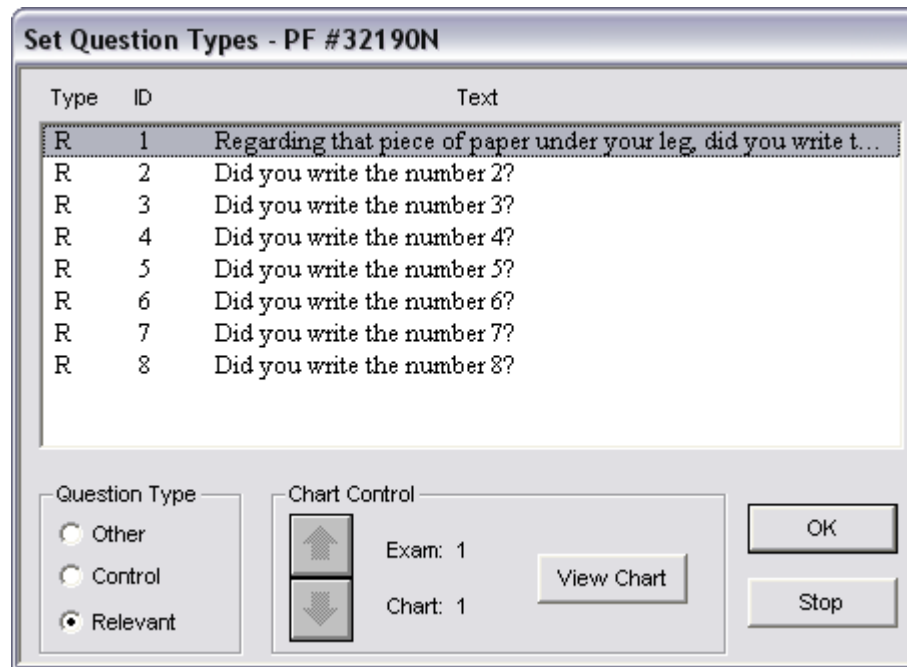 Set Question Types - PF #32190N
Type ID Text
R 1 Regarding that piece of paper under your leg, did you write t...
R 2 Did you write the number 2?
R 3 Did you write the number 3?
R 4 Did you write the number 4?
R 5 Did you write the number 5?
R 6 Did you write the number 6?
R 7 Did you write the number 7?
R 8 Did you write the number 8?
Question Type
Other
Control
Relevant
Chart Control
Exam: 1
Chart: 1
View Chart
OK
Stop